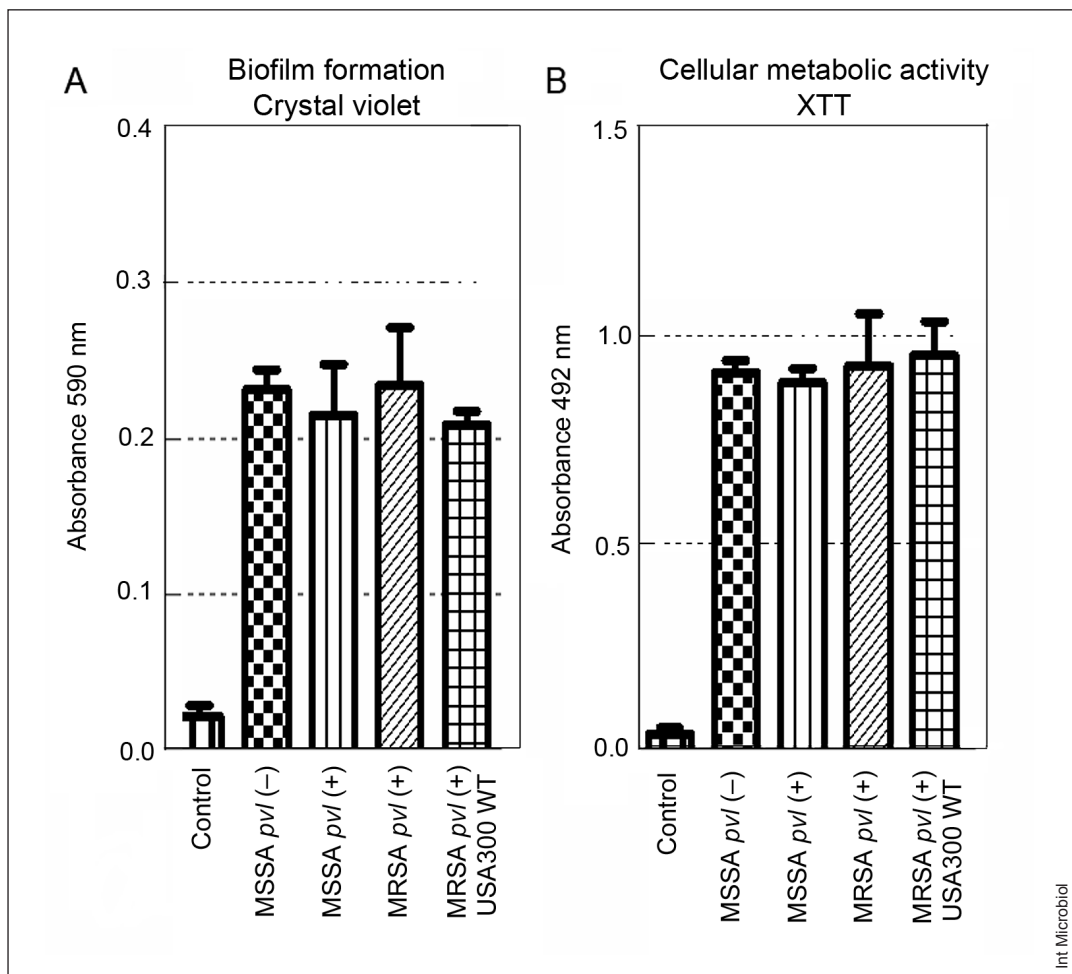 A
Biofilm formation
Crystal violet
0.4
0.3
0.2
0.1
0.0
Absorbance 590 nm
Control
MSSA pvl (–)
MSSA pvl (+)
MRSA pvl (+)
MRSA pvl (+)
USA300 WT
B
Cellular metabolic activity
XTT
1.5
1.0
0.5
0.0
Absorbance 492 nm
Control
MSSA pvl (–)
MSSA pvl (+)
MRSA pvl (+)
MRSA pvl (+)
USA300 WT
Int Microbiol